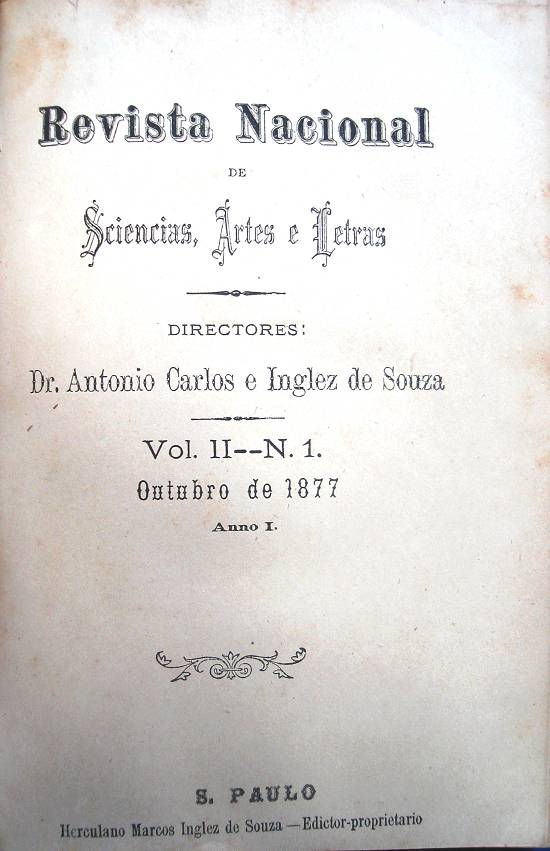 Revista Nacional
DE
Sciencias, Artes e Letras
DIRECTORES:
Dr. Antonio Carlos e Inglez de Souza
Vol. II--N. 1.
Outubro de 1877
Anno I.
S. PAULO
Herculano Marcos Inglez de Souza—Edictor-proprietario